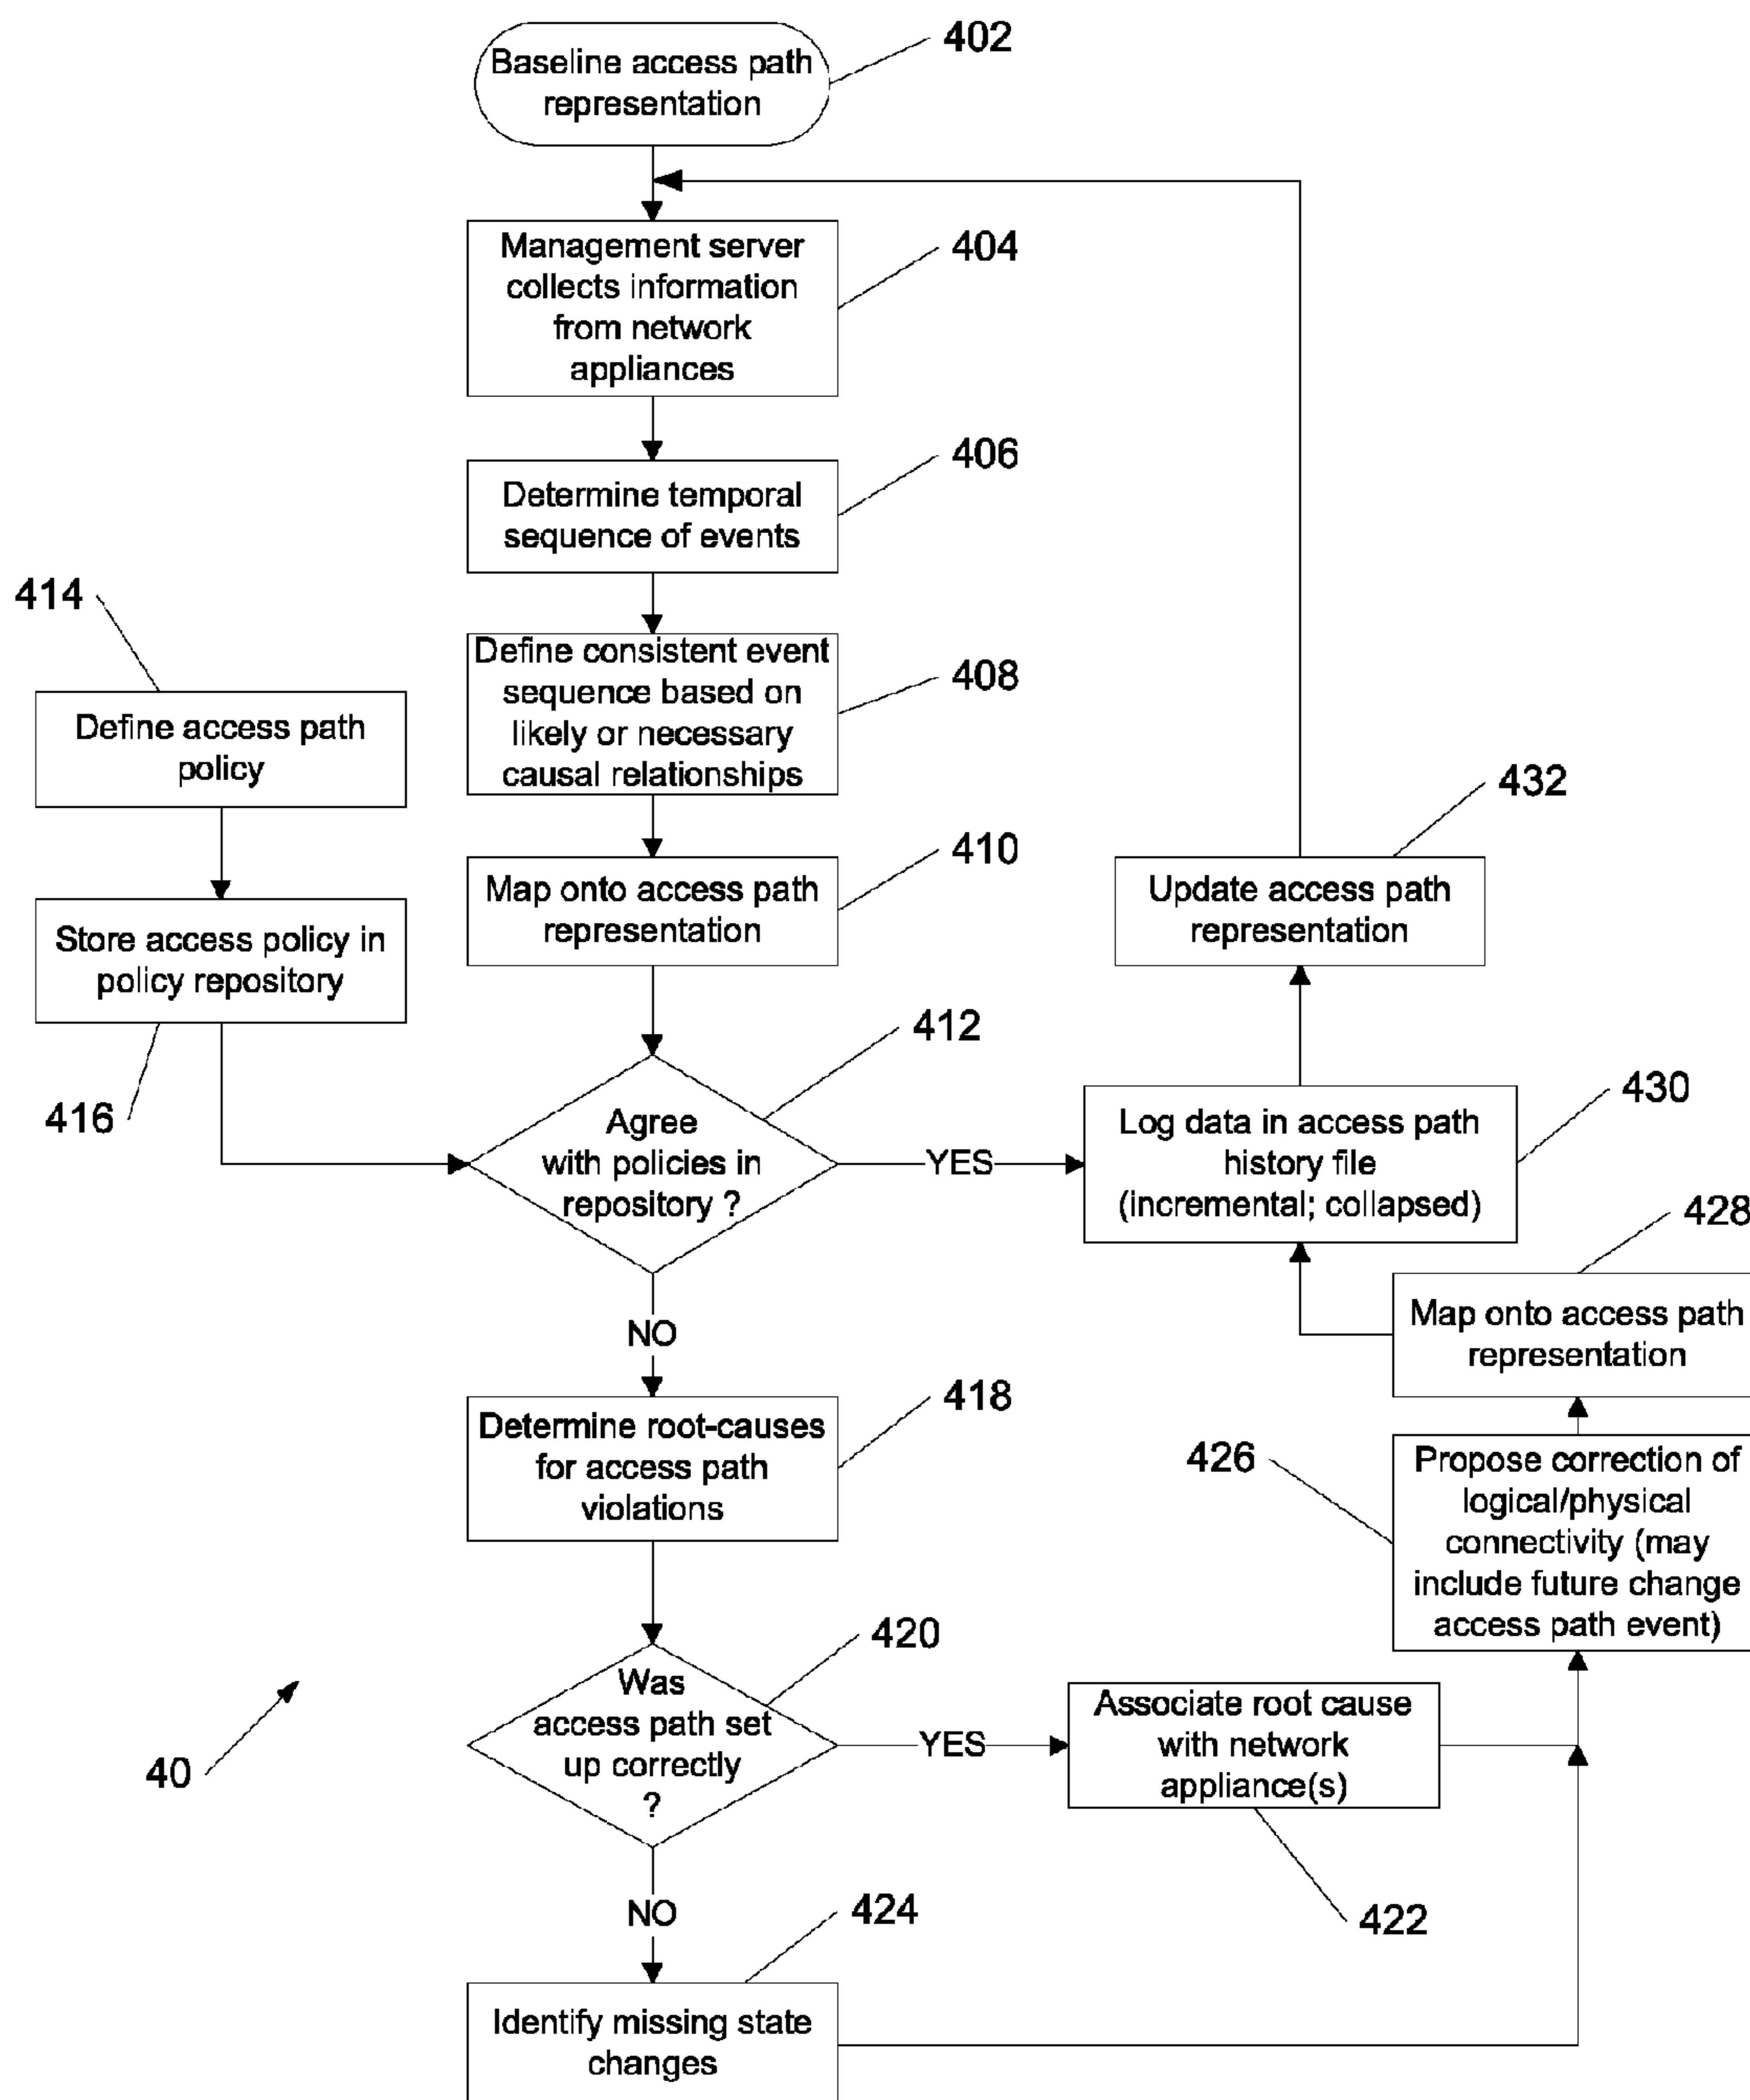 Baseline access path
representation
402
Management server
collects information
from network
appliances
404
Determine temporal
sequence of events
406
414
Define access path
policy
Define consistent event
sequence based on
likely or necessary
causal relationships
408
432
Store access policy in
policy repository
416
Map onto access path
representation
410
Update access path
representation
Agree
with policies in
repository ?
412
YES
Log data in access path
history file
(incremental; collapsed)
430
428
Map onto access path
representation
NO
Determine root-causes
for access path
violations
418
426
Propose correction of
logical/physical
connectivity (may
include future change
access path event)
Was
access path set
up correctly
?
420
YES
Associate root cause
with network
appliance(s)
422
40
NO
424
Identify missing state
changes